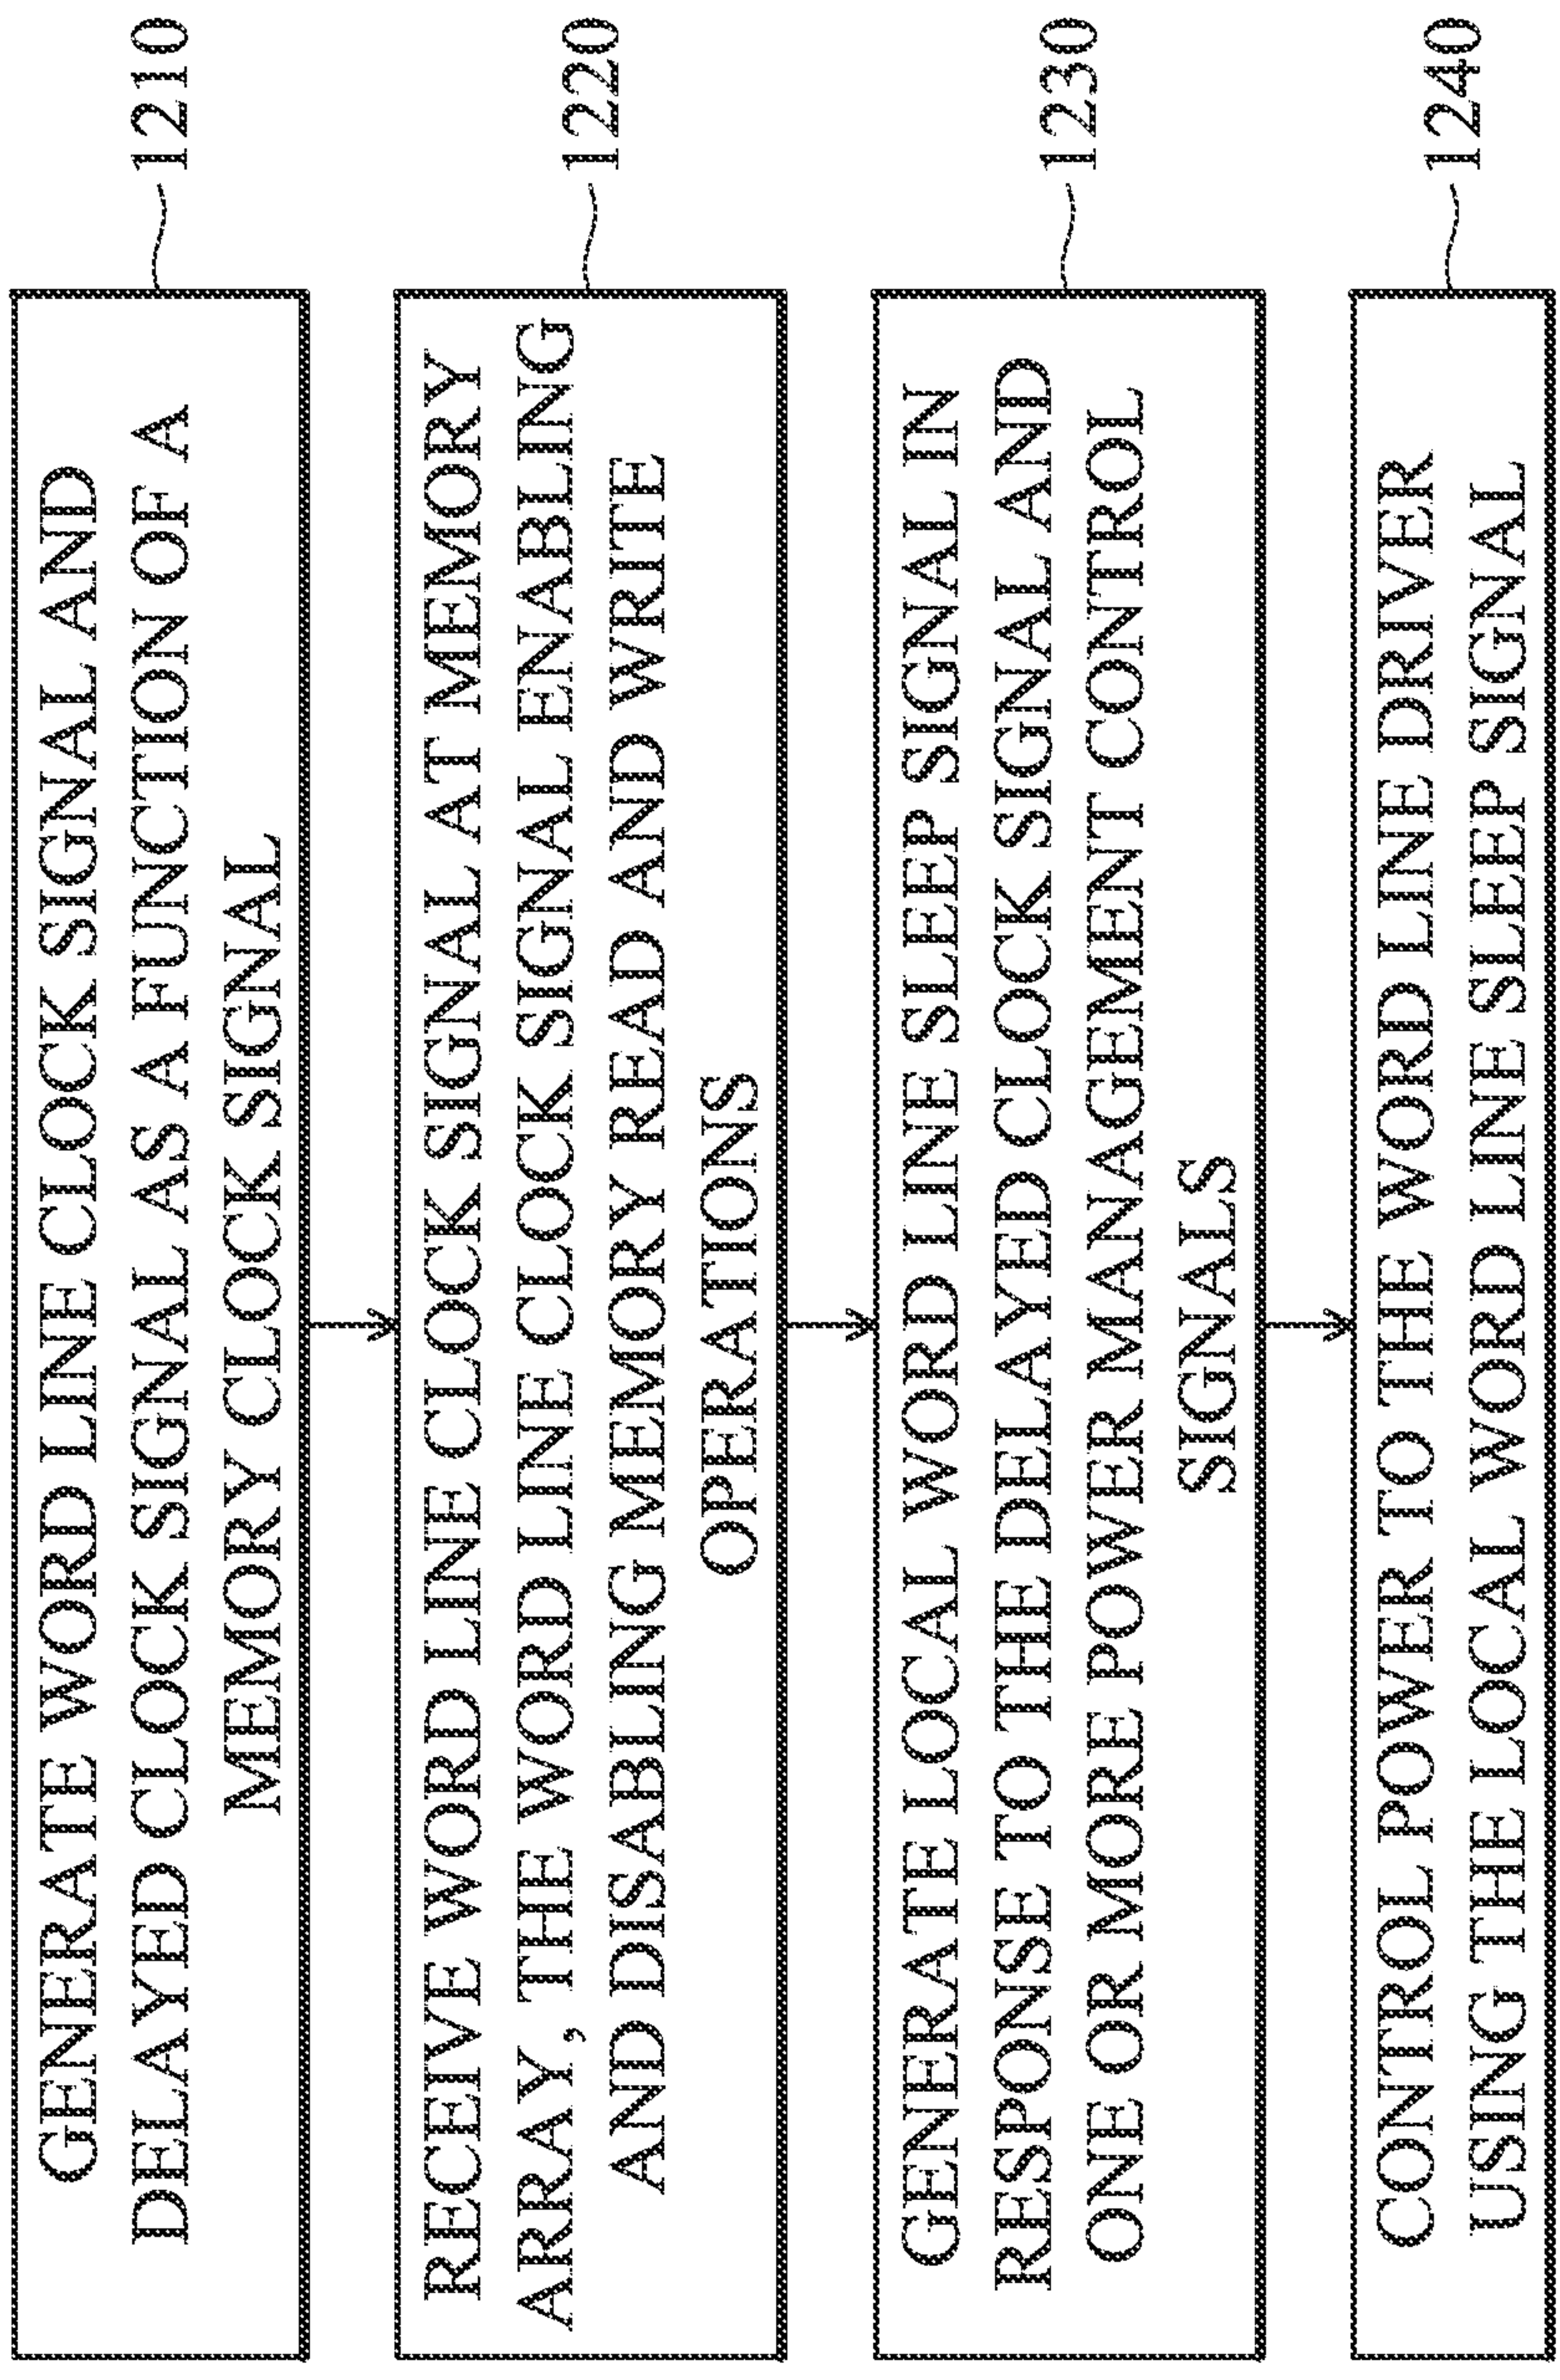 GENERATE WORD LINE CLOCK SIGNAL AND
DELAYED CLOCK SIGNAL AS A FUNCTION OF A
MEMORY CLOCK SIGNAL
1210
RECEIVE WORD LINE CLOCK SIGNAL AT MEMORY
ARRAY, THE WORD LINE CLOCK SIGNAL ENABLING
AND DISABLING MEMORY READ AND WRITE
OPERATIONS
1220
GENERATE LOCAL WORD LINE SLEEP SIGNAL IN
RESPONSE TO THE DELAYED CLOCK SIGNAL AND
ONE OR MORE POWER MANAGEMENT CONTROL
SIGNALS
1230
CONTROL POWER TO THE WORD LINE DRIVER
USING THE LOCAL WORD LINE SLEEP SIGNAL
1240